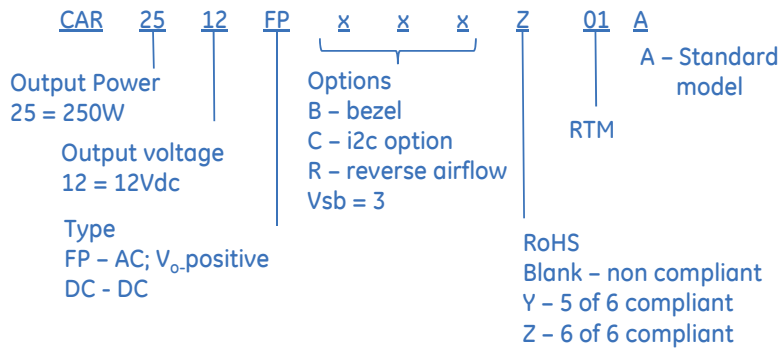 CAR 25 12 FP x x x Z 01 A
A – Standard
model
Output Power
25 = 250W
Options
B – bezel
C – i2c option
R – reverse airflow
Vsb = 3
RTM
Output voltage
12 = 12Vdc
Type
FP – AC; Vo-positive
DC - DC
RoHS
Blank – non compliant
Y – 5 of 6 compliant
Z – 6 of 6 compliant